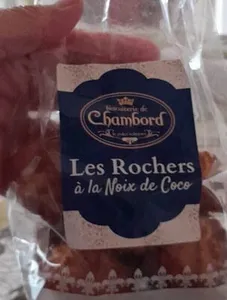 Biscuiterie de
Chambord
Les Rochers
à la Noix de Coco